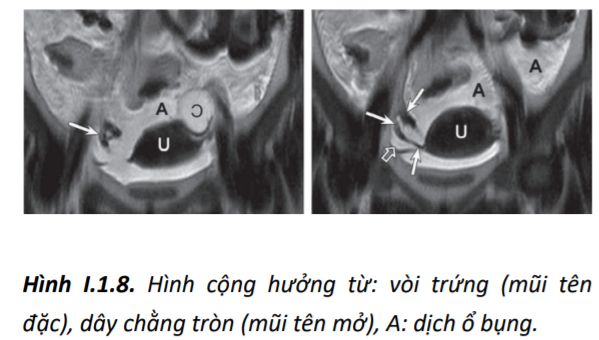 A
C
U
A
A
U
Hình I.1.8. Hình cộng hưởng từ: vòi trứng (mũi tên
đặc), dây chằng tròn (mũi tên mở), A: dịch ổ bụng.